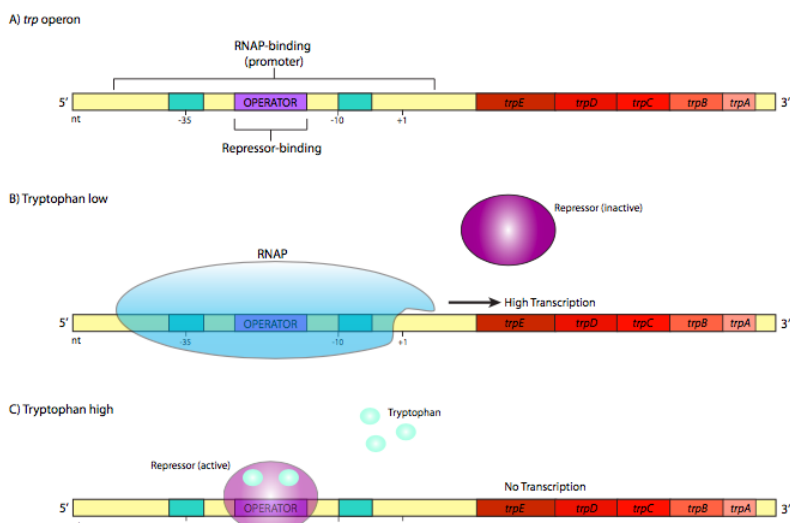 A) trp operon
RNAP-binding
(promoter)
5' OPERATOR trpE trpD trpC trpB trpA 3'
nt -35 -10 +1
Repressor-binding
B) Tryptophan low
Repressor (inactive)
RNAP
High Transcription
5' OPERATOR trpE trpD trpC trpB trpA 3'
nt -35 -10 +1
C) Tryptophan high
Tryptophan
Repressor (active)
No Transcription
5' OPERATOR trpE trpD trpC trpB trpA 3'